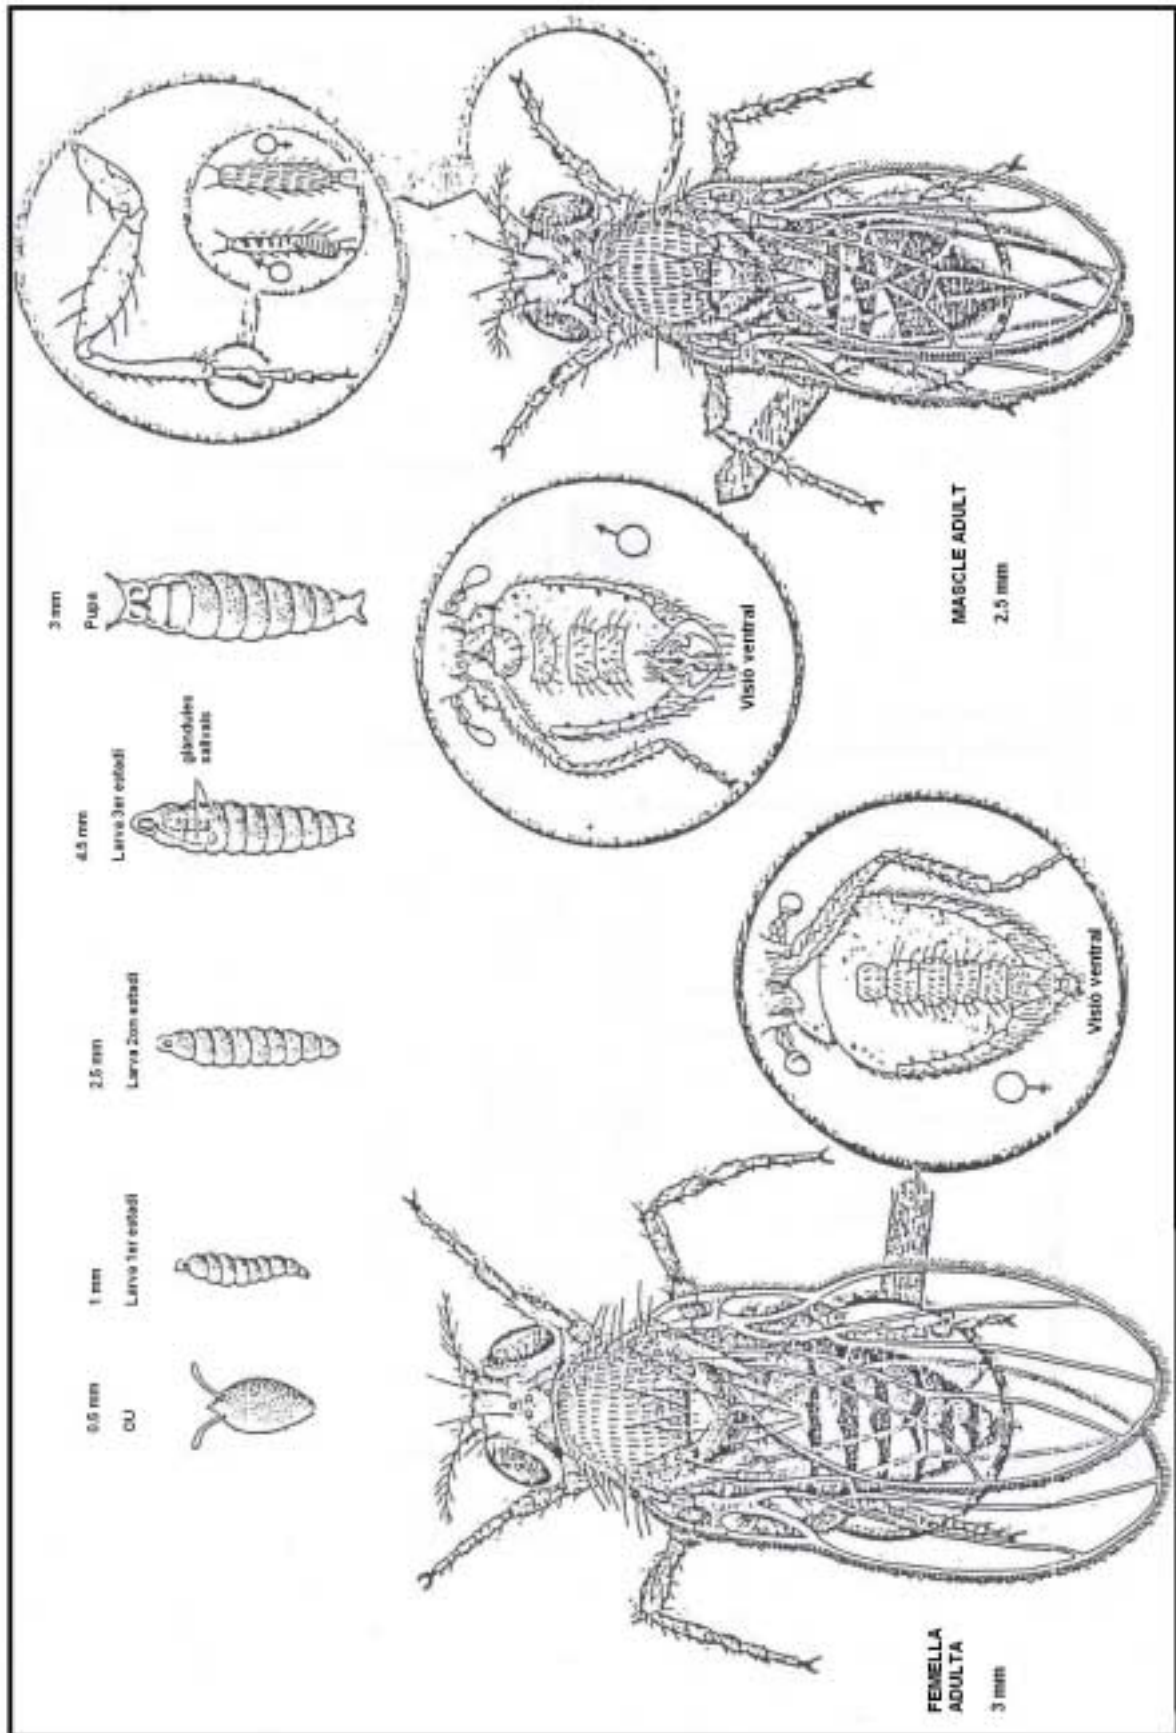 0.5 mm
OU
1 mm
Larva 1er estadi
2.5 mm
Larva 2on estadi
4.5 mm
Larva 3er estadi
glàndules
salivals
3 mm
Pupa
FEMELLA
ADULTA
3 mm
Visió ventral
♀
Visió ventral
♂
MASCLE ADULT
2,5 mm
♂
♀